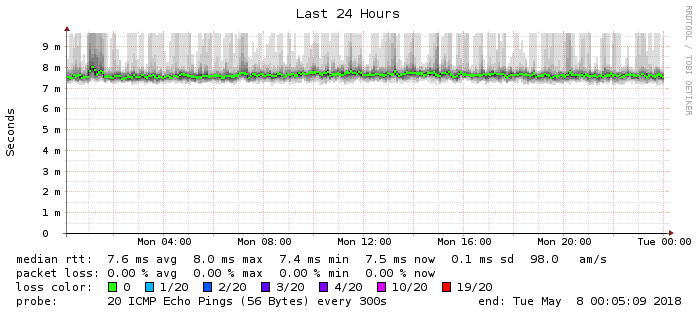 Last 24 Hours
RRDTOOL / TOBI OETIKER
Seconds
9 m
8 m
7 m
6 m
5 m
4 m
3 m
2 m
1 m
0
Mon 04:00 Mon 08:00 Mon 12:00 Mon 16:00 Mon 20:00 Tue 00:00
median rtt: 7.6 ms avg 8.0 ms max 7.4 ms min 7.5 ms now 0.1 ms sd 98.0 am/s
packet loss: 0.00 % avg 0.00 % max 0.00 % min 0.00 % now
loss color: 0 1/20 2/20 3/20 4/20 10/20 19/20
probe: 20 ICMP Echo Pings (56 Bytes) every 300s end: Tue May 8 00:05:09 2018